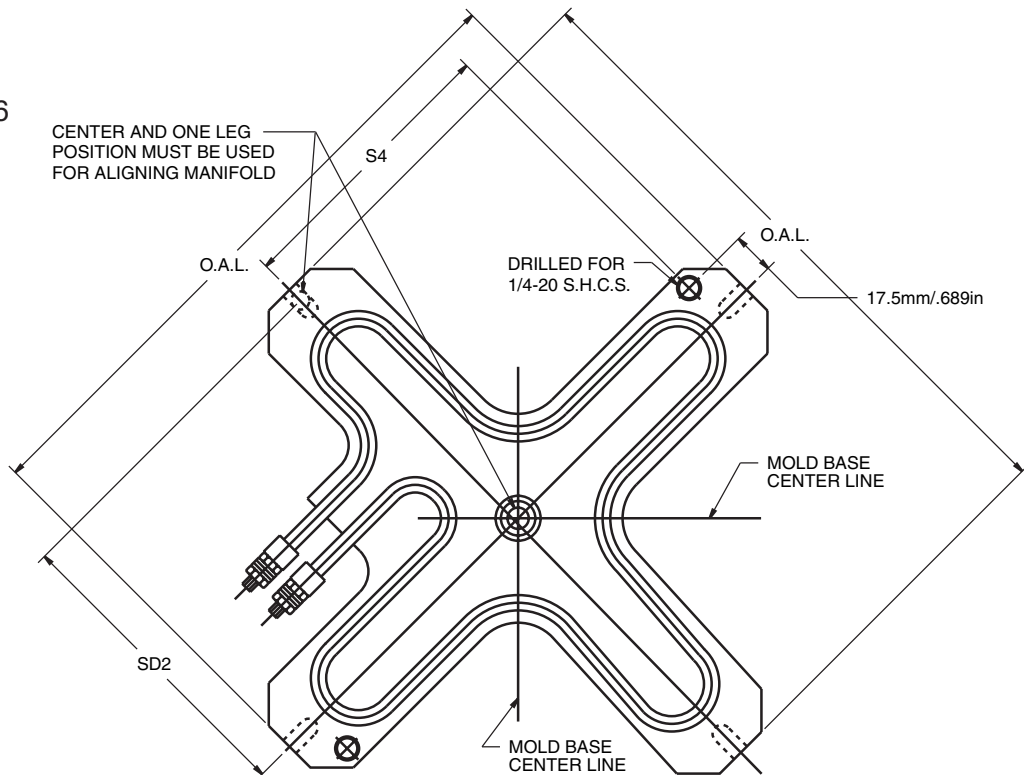 6
CENTER AND ONE LEG
POSITION MUST BE USED
FOR ALIGNING MANIFOLD
S4
O.A.L.
O.A.L.
DRILLED FOR
1/4-20 S.H.C.S.
17.5mm/.689in
MOLD BASE
CENTER LINE
SD2
MOLD BASE
CENTER LINE